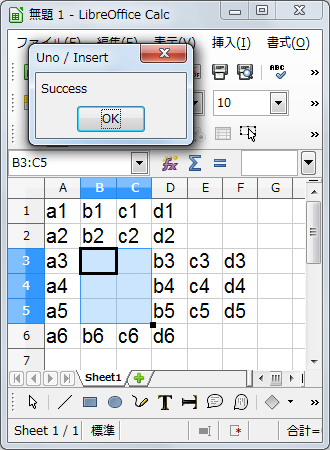 無題 1 - LibreOffice Calc
ファイル(F) 編集(E) 表示(V) 挿入(I) 書式(O)
Uno / Insert
Success
OK
10
ABC
B3:C5
A B C D E F G
1 a1 b1 c1 d1
2 a2 b2 c2 d2
3 a3 b3 c3 d3
4 a4 b4 c4 d4
5 a5 b5 c5 d5
6 a6 b6 c6 d6
7
Sheet1
T
Sheet 1 / 1 標準 合計=